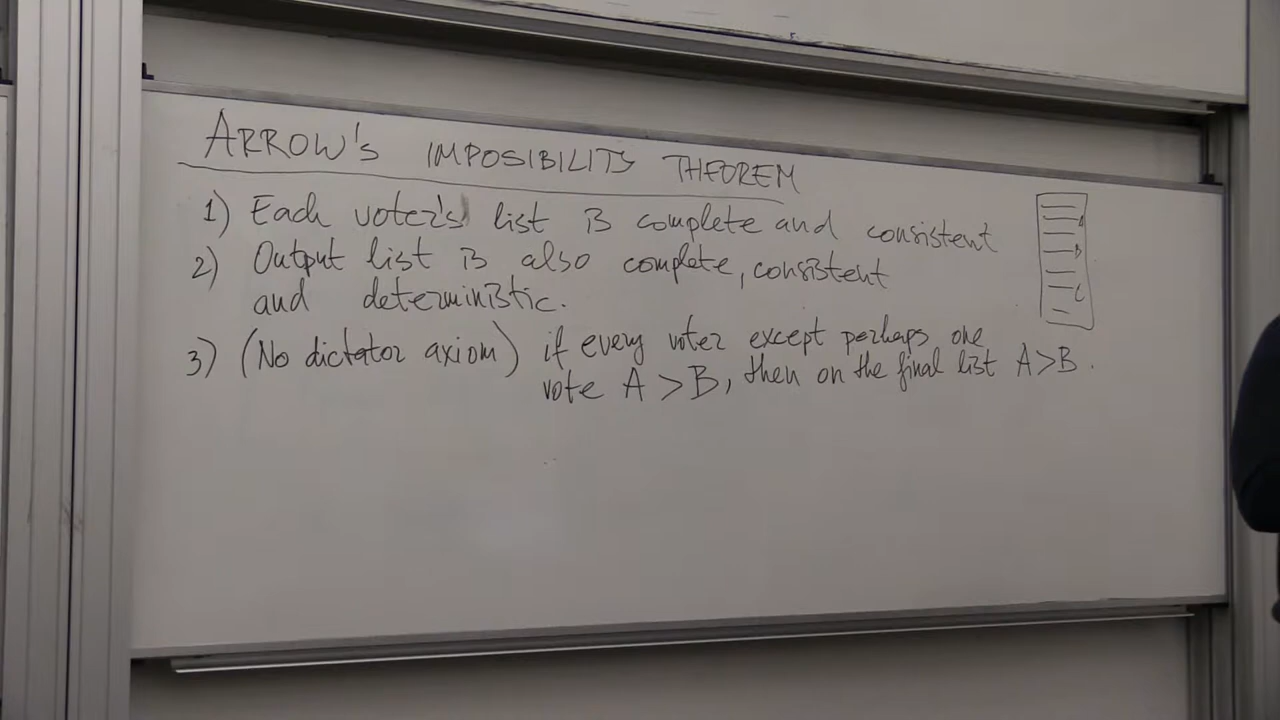 ARROW'S IMPOSIBILITY THEOREM
1) Each voter's list is complete and consistent
2) Output list is also complete, consistent
and deterministic.
3) (No dictator axiom) if every voter except perhaps one
vote A > B, then on the final list A > B.
A
B
C